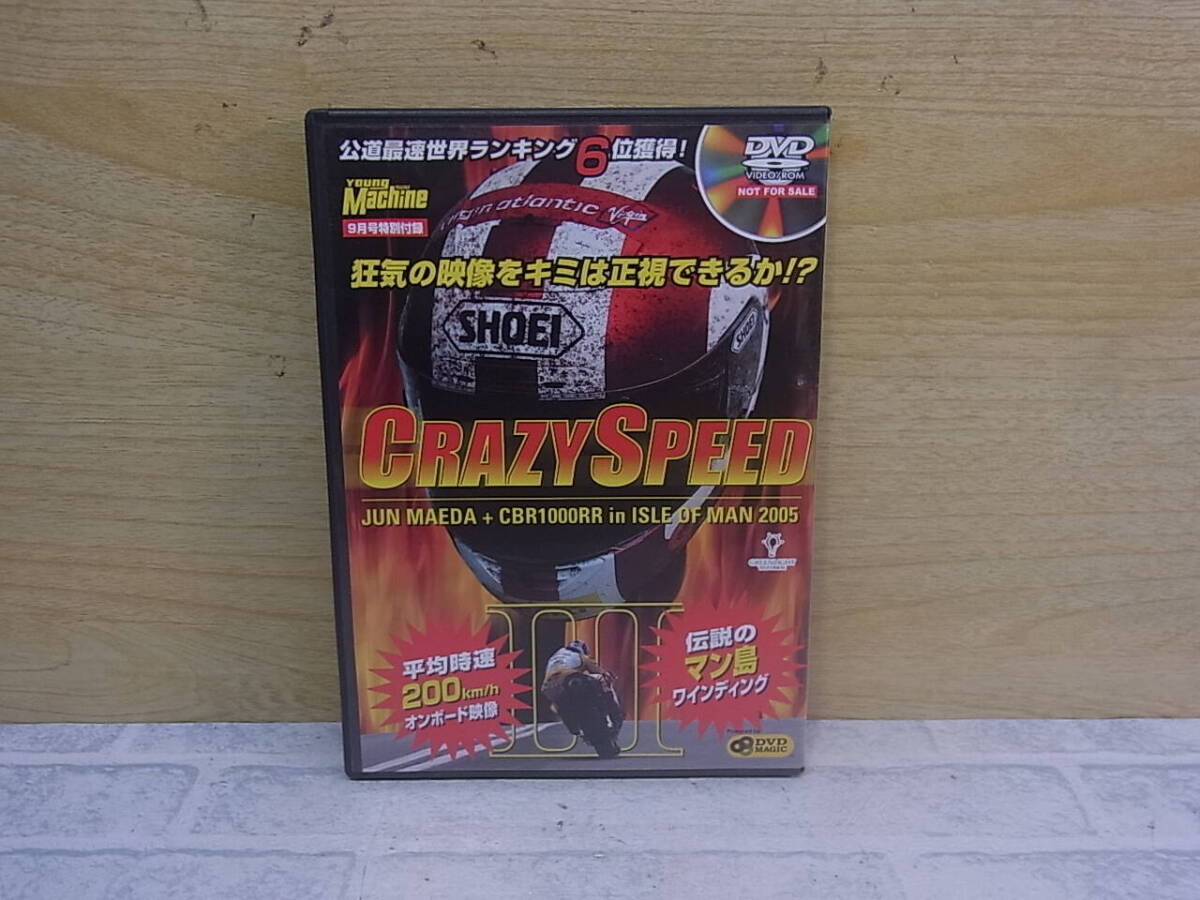 公道最速世界ランキング6位獲得!
DVD
VIDEO/ROM
NOT FOR SALE
Young Machine
9月号特別付録
virgin atlantic
Virgin
狂気の映像をキミは正視できるか!?
SHOEI
CRAZYSPEED
JUN MAEDA + CBR1000RR in ISLE OF MAN 2005
II
平均時速
200km/h
オンボード映像
伝説の
マン島
ワインディング
DVD
MAGIC